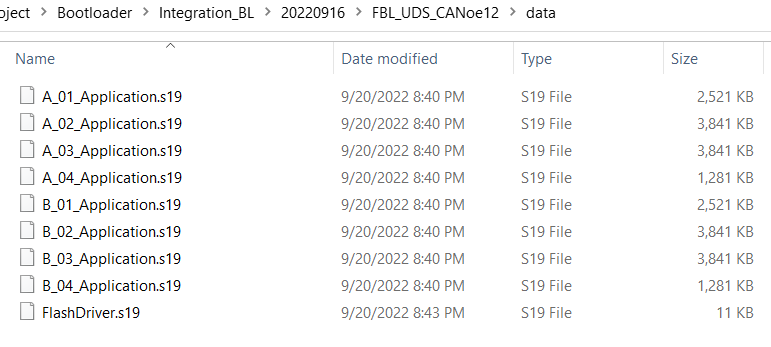 oject > Bootloader > Integration_BL > 20220916 > FBL_UDS_CANoe12 > data
Name Date modified Type Size
A_01_Application.s19 9/20/2022 8:40 PM S19 File 2,521 KB
A_02_Application.s19 9/20/2022 8:40 PM S19 File 3,841 KB
A_03_Application.s19 9/20/2022 8:40 PM S19 File 3,841 KB
A_04_Application.s19 9/20/2022 8:40 PM S19 File 1,281 KB
B_01_Application.s19 9/20/2022 8:40 PM S19 File 2,521 KB
B_02_Application.s19 9/20/2022 8:40 PM S19 File 3,841 KB
B_03_Application.s19 9/20/2022 8:40 PM S19 File 3,841 KB
B_04_Application.s19 9/20/2022 8:40 PM S19 File 1,281 KB
FlashDriver.s19 9/20/2022 8:43 PM S19 File 11 KB